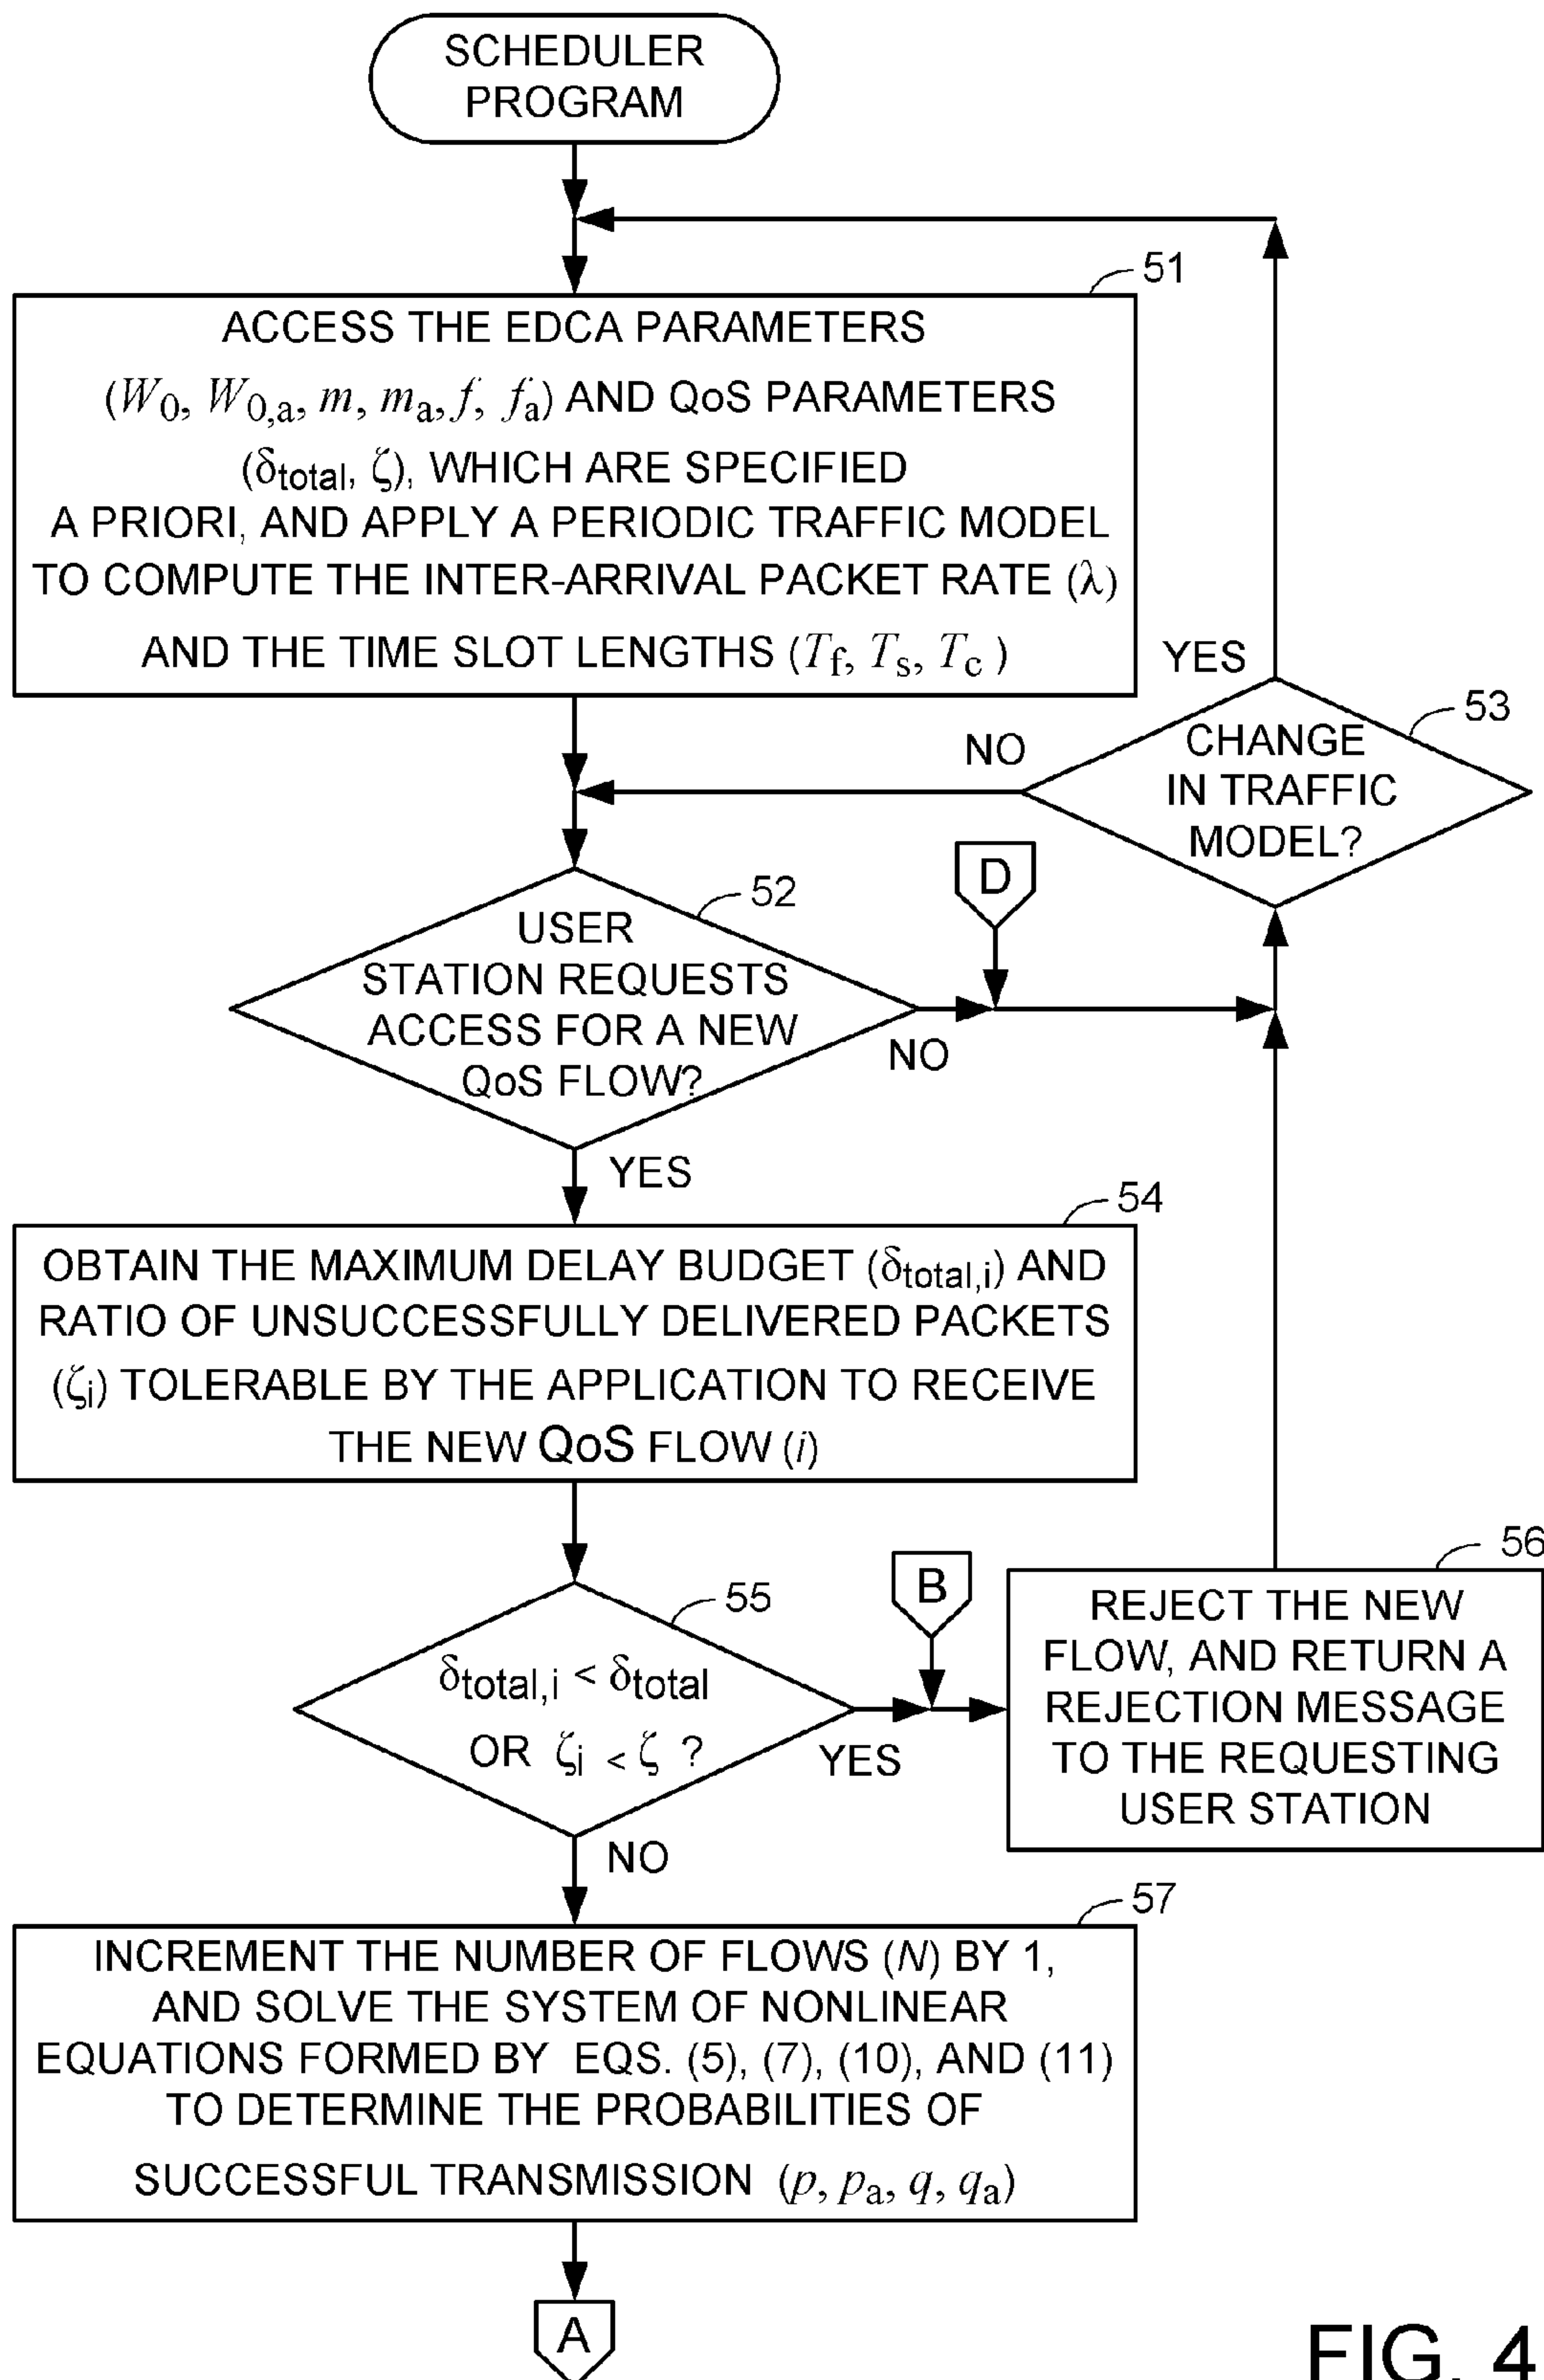 SCHEDULER
PROGRAM
51
ACCESS THE EDCA PARAMETERS
(W0, W0,a, m, ma, f, fa) AND QoS PARAMETERS
(δtotal, ζ), WHICH ARE SPECIFIED
A PRIORI, AND APPLY A PERIODIC TRAFFIC MODEL
TO COMPUTE THE INTER-ARRIVAL PACKET RATE (λ)
AND THE TIME SLOT LENGTHS (Tf, Ts, Tc )
YES
53
CHANGE
IN TRAFFIC
MODEL?
NO
D
52
USER
STATION REQUESTS
ACCESS FOR A NEW
QoS FLOW?
NO
YES
54
OBTAIN THE MAXIMUM DELAY BUDGET (δtotal,i) AND
RATIO OF UNSUCCESSFULLY DELIVERED PACKETS
(ζi) TOLERABLE BY THE APPLICATION TO RECEIVE
THE NEW QoS FLOW (i)
55
δtotal,i < δtotal
OR ζi < ζ ?
YES
B
56
REJECT THE NEW
FLOW, AND RETURN A
REJECTION MESSAGE
TO THE REQUESTING
USER STATION
NO
57
INCREMENT THE NUMBER OF FLOWS (N) BY 1,
AND SOLVE THE SYSTEM OF NONLINEAR
EQUATIONS FORMED BY EQS. (5), (7), (10), AND (11)
TO DETERMINE THE PROBABILITIES OF
SUCCESSFUL TRANSMISSION (p, pa, q, qa)
A
FIG. 4